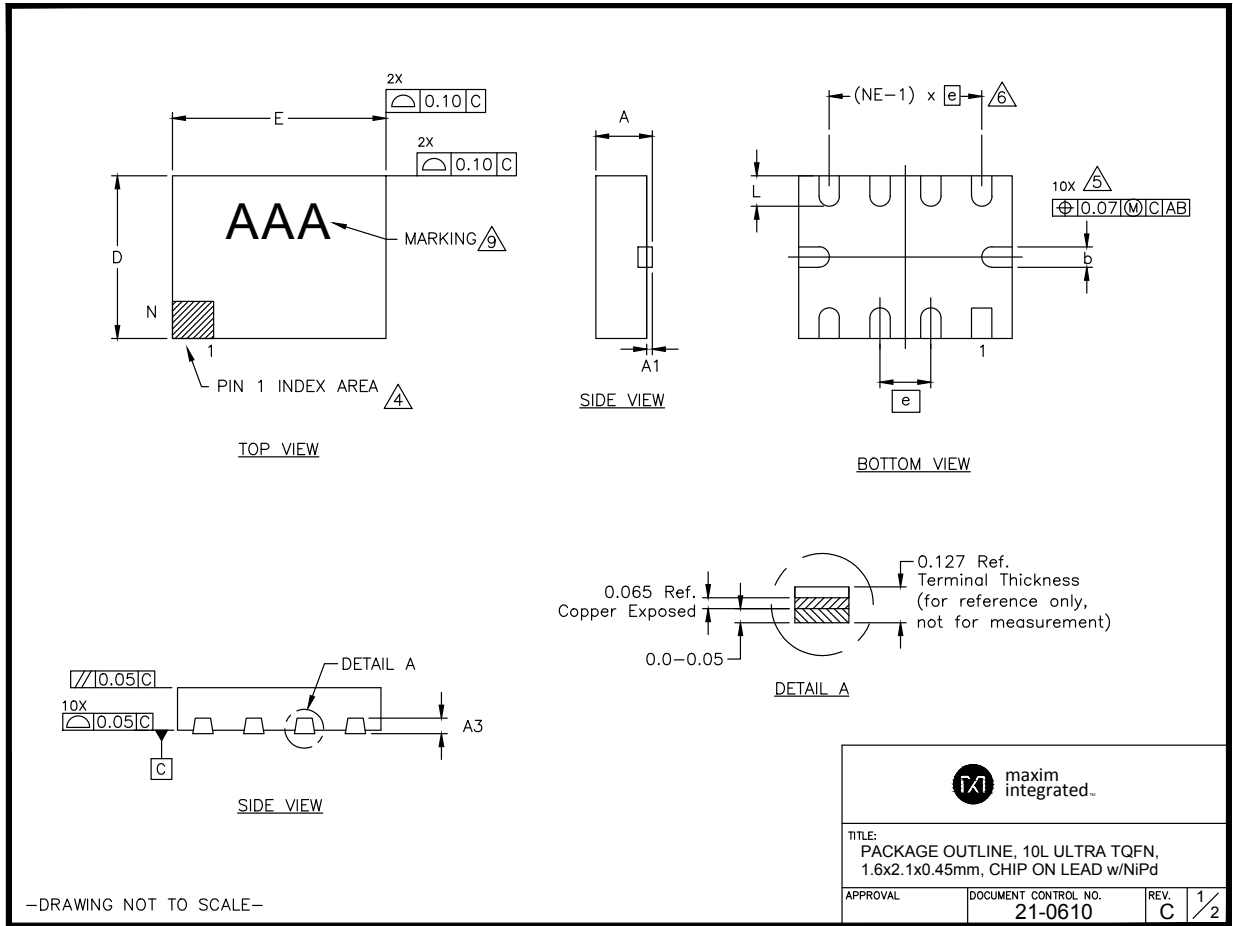 2X
⌓ 0.10 C
E
2X
⌓ 0.10 C
AAA
MARKING 9
D
N
1
PIN 1 INDEX AREA 4
TOP VIEW
A
A1
SIDE VIEW
(NE-1) x e 6
L
10X 5
⌖ 0.07 Ⓜ C AB
b
1
e
BOTTOM VIEW
0.065 Ref.
Copper Exposed
0.0-0.05
0.127 Ref.
Terminal Thickness
(for reference only,
not for measurement)
DETAIL A
// 0.05 C
10X
⌓ 0.05 C
C
DETAIL A
A3
SIDE VIEW
-DRAWING NOT TO SCALE-
maxim
integrated™
TITLE:
PACKAGE OUTLINE, 10L ULTRA TQFN,
1.6x2.1x0.45mm, CHIP ON LEAD w/NiPd
APPROVAL
DOCUMENT CONTROL NO.
21-0610
REV.
C
1/2